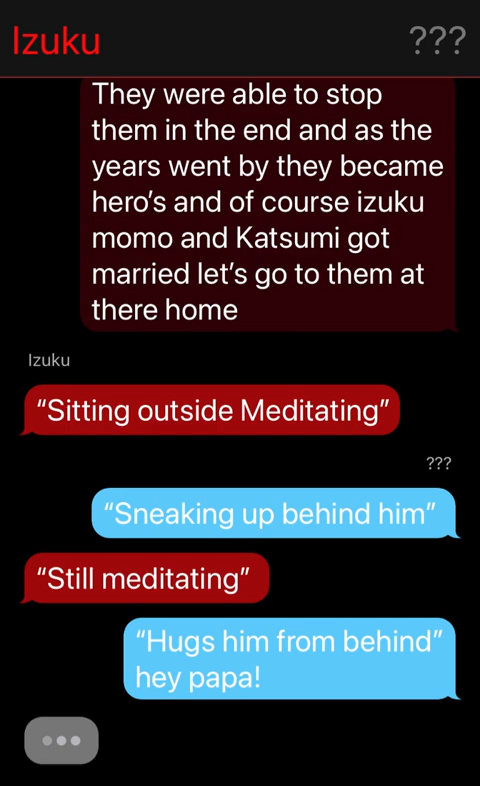 Izuku
???
They were able to stop
them in the end and as the
years went by they became
hero’s and of course izuku
momo and Katsumi got
married let’s go to them at
there home
Izuku
“Sitting outside Meditating”
???
“Sneaking up behind him”
“Still meditating”
“Hugs him from behind”
hey papa!